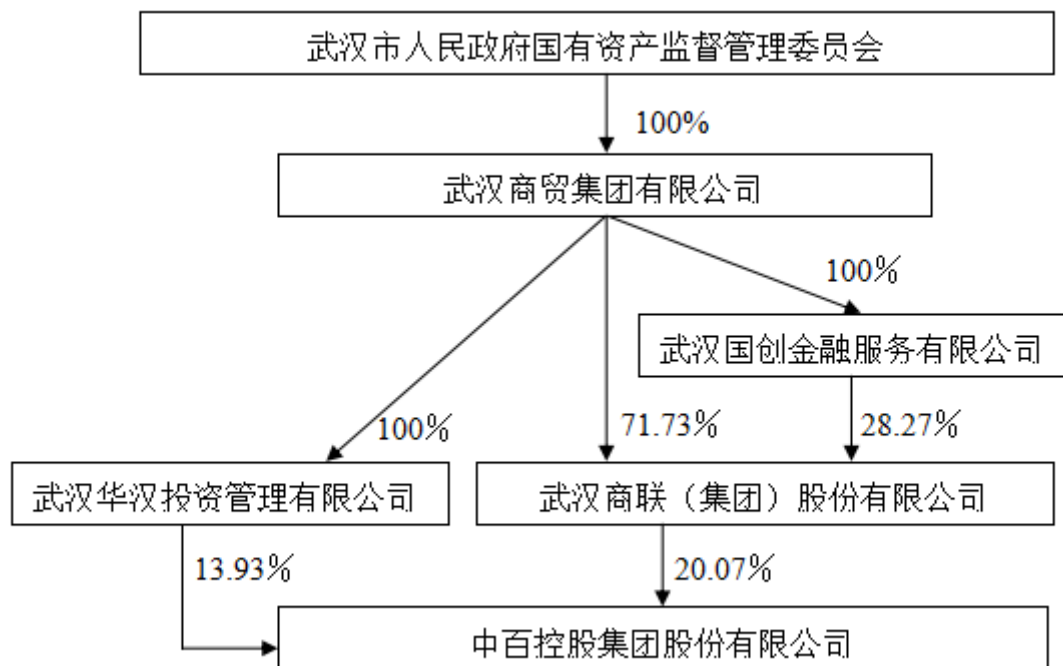 武汉市人民政府国有资产监督管理委员会
100%
武汉商贸集团有限公司
100%
武汉国创金融服务有限公司
100%
71.73%
28.27%
武汉华汉投资管理有限公司
武汉商联（集团）股份有限公司
13.93%
20.07%
中百控股集团股份有限公司